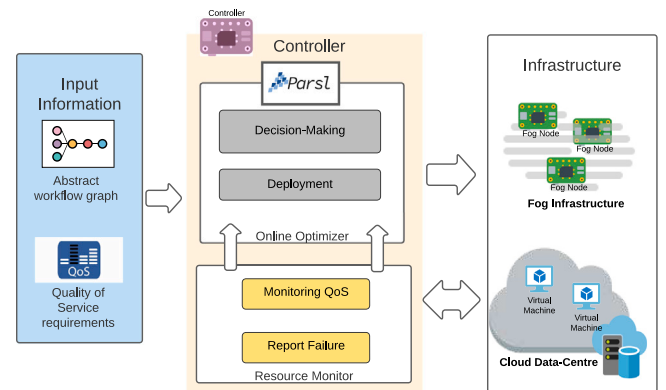 Controller
Controller
Input
Information
Abstract
workflow graph
QoS
Quality of
Service
requirements
Parsl
Decision-Making
Deployment
Online Optimizer
Monitoring QoS
Report Failure
Resource Monitor
Infrastructure
Fog Node
Fog Node
Fog Node
Fog Infrastructure
Virtual
Machine
Virtual
Machine
Cloud Data-Centre